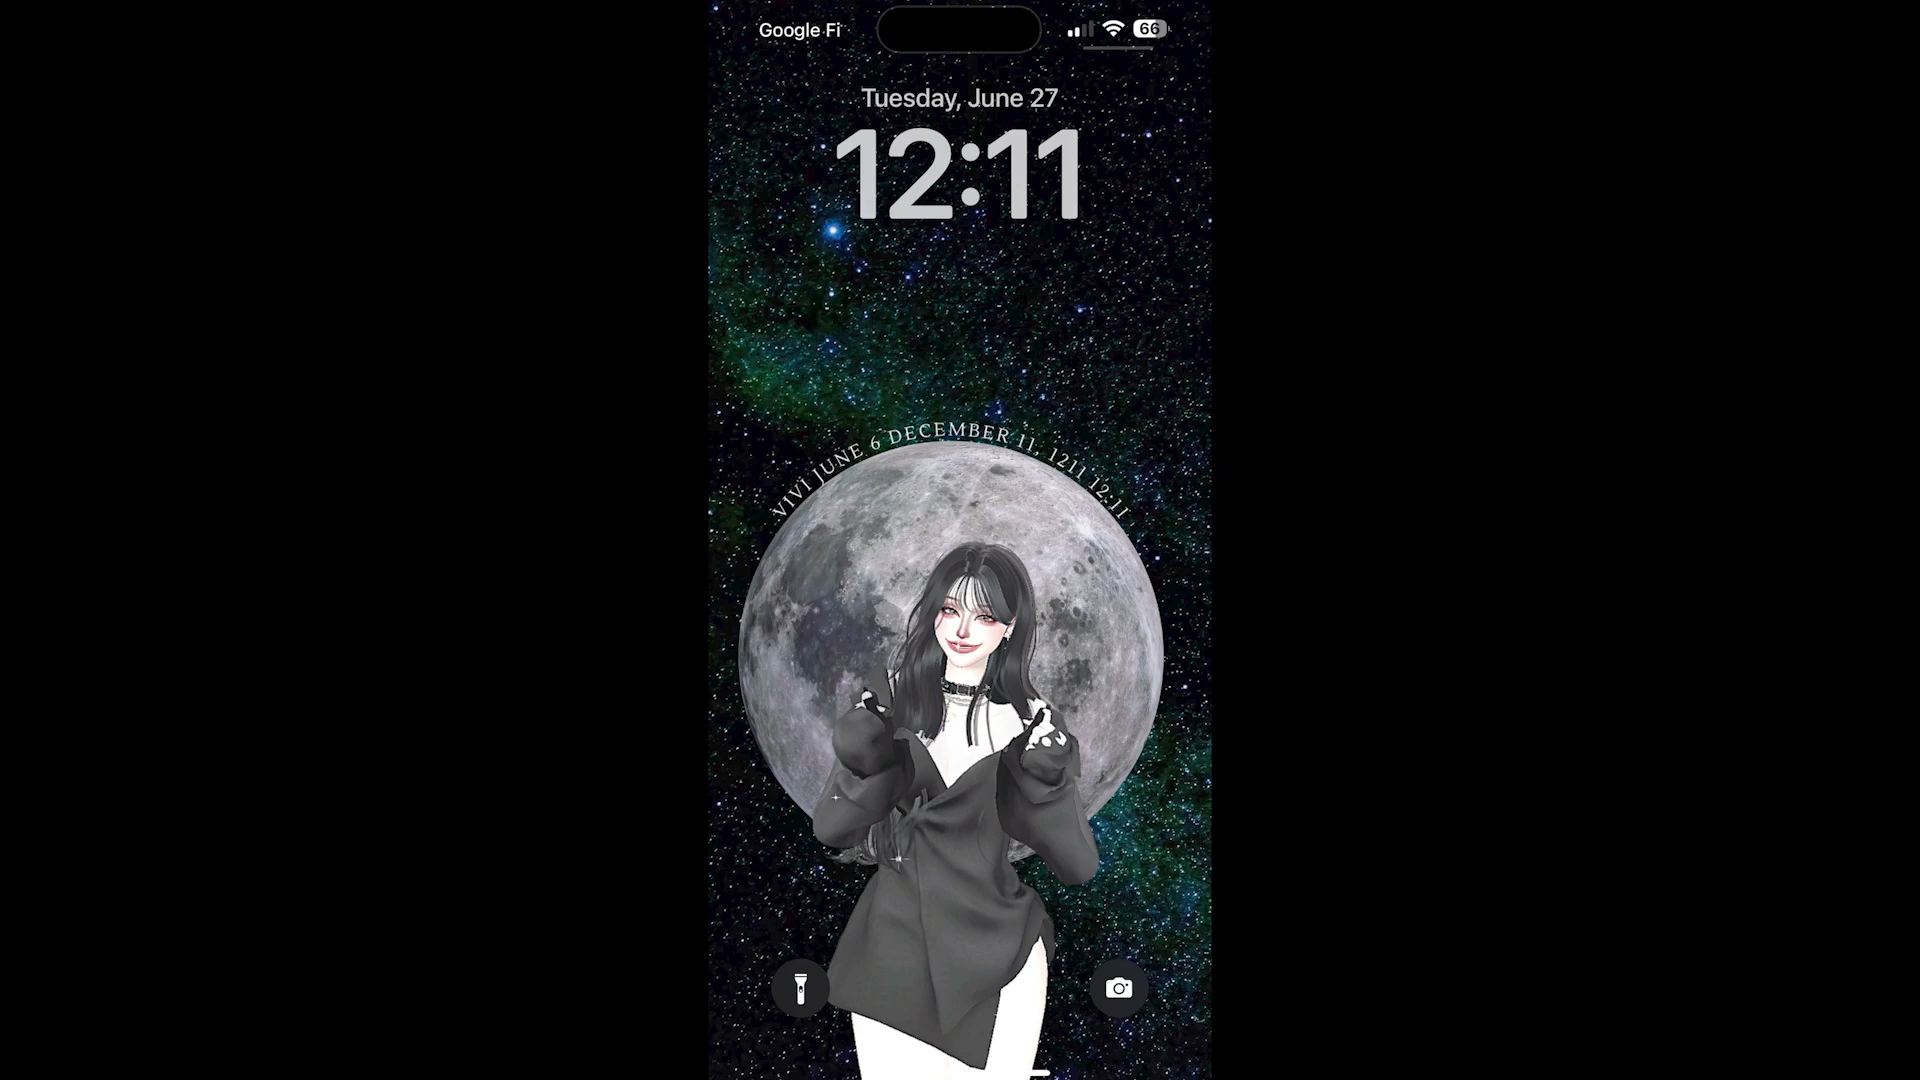 Google Fi
66
Tuesday, June 27
12:11
VIVI JUNE 6 DECEMBER 11, 1211 12:11